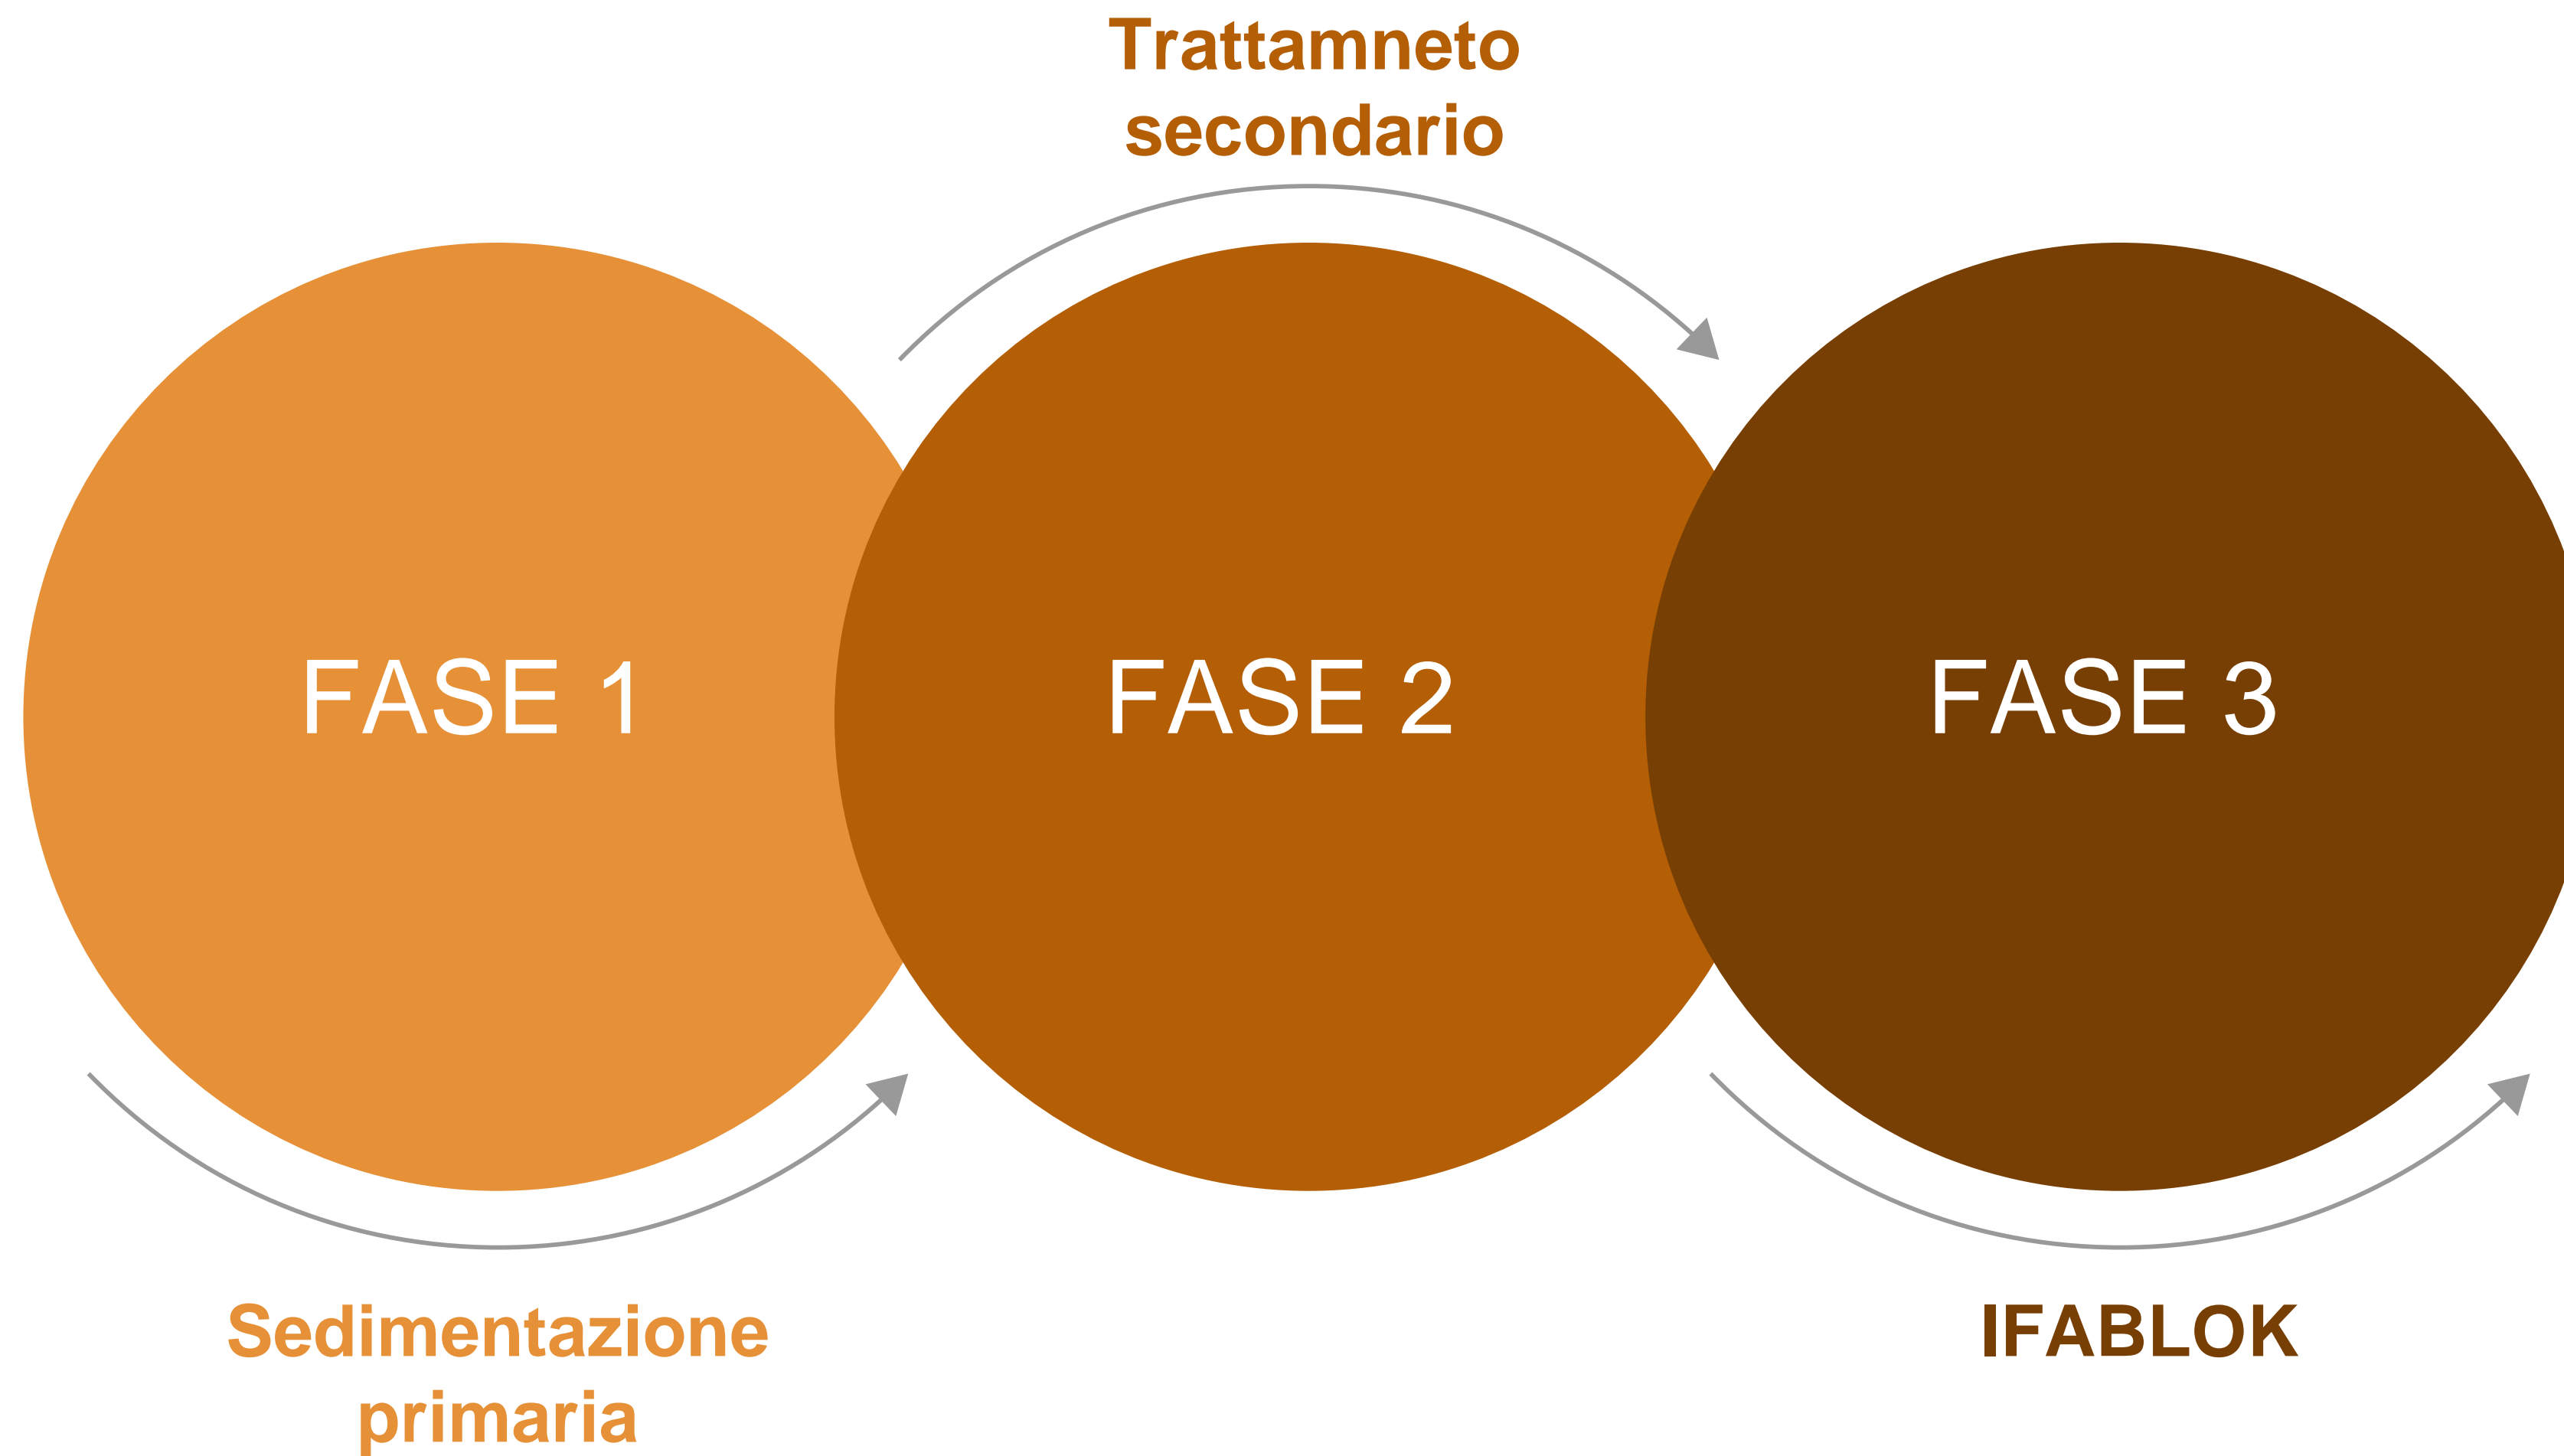 Trattamneto
secondario
FASE 1
FASE 2
FASE 3
Sedimentazione
primaria
IFABLOK